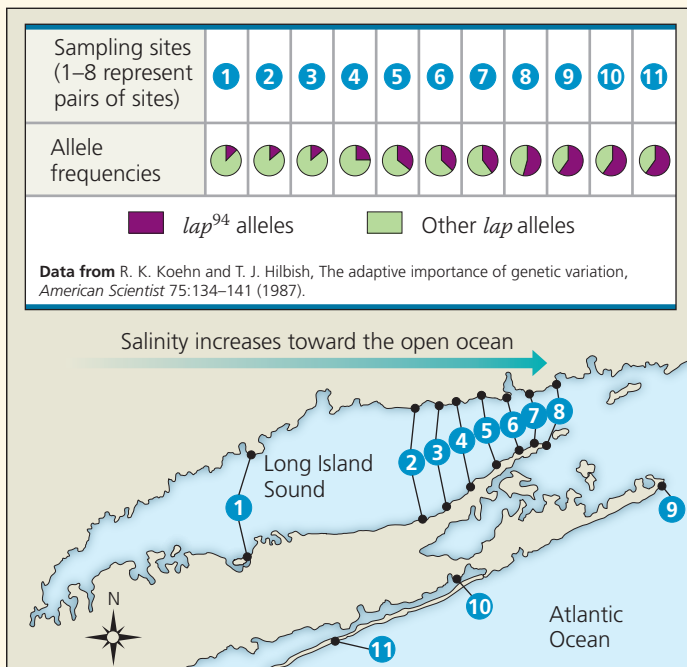 Sampling sites
(1–8 represent
pairs of sites)
1 2 3 4 5 6 7 8 9 10 11
Allele
frequencies
lap94 alleles
Other lap alleles
Data from R. K. Koehn and T. J. Hilbish, The adaptive importance of genetic variation,
American Scientist 75:134–141 (1987).
Salinity increases toward the open ocean
1
2
3
4
5
6
7
8
Long Island
Sound
9
N
10
11
Atlantic
Ocean